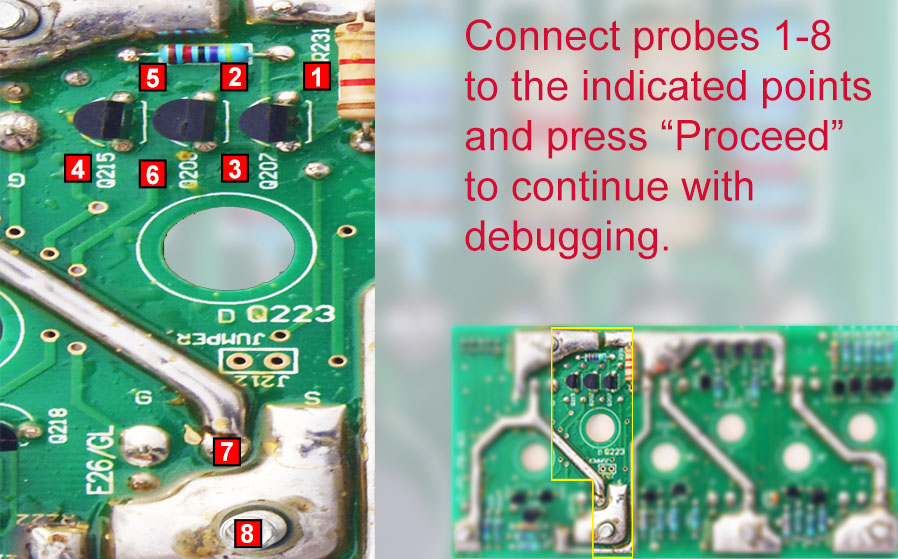 Connect probes 1-8
to the indicated points
and press “Proceed”
to continue with
debugging.
R231
5
2
1
4
6
3
Q215
Q207
G
D Q223
JUMPER
J212
G
S
Q218
E26/GL
7
8